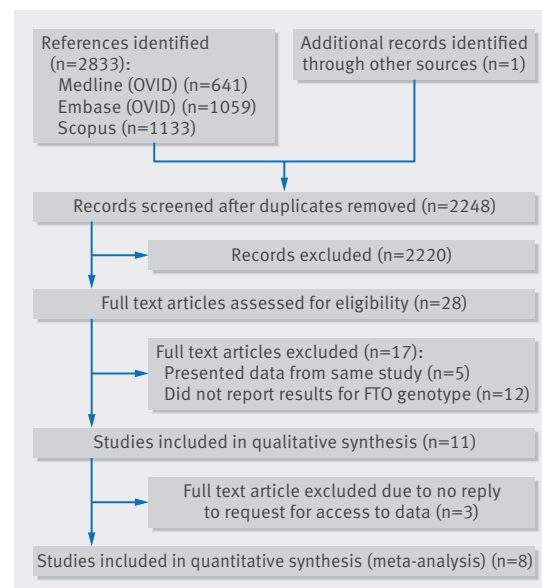 References identified
(n=2833):
Medline (OVID) (n=641)
Embase (OVID) (n=1059)
Scopus (n=1133)
Additional records identified
through other sources (n=1)
Records screened after duplicates removed (n=2248)
Records excluded (n=2220)
Full text articles assessed for eligibility (n=28)
Full text articles excluded (n=17):
Presented data from same study (n=5)
Did not report results for FTO genotype (n=12)
Studies included in qualitative synthesis (n=11)
Full text article excluded due to no reply
to request for access to data (n=3)
Studies included in quantitative synthesis (meta-analysis) (n=8)